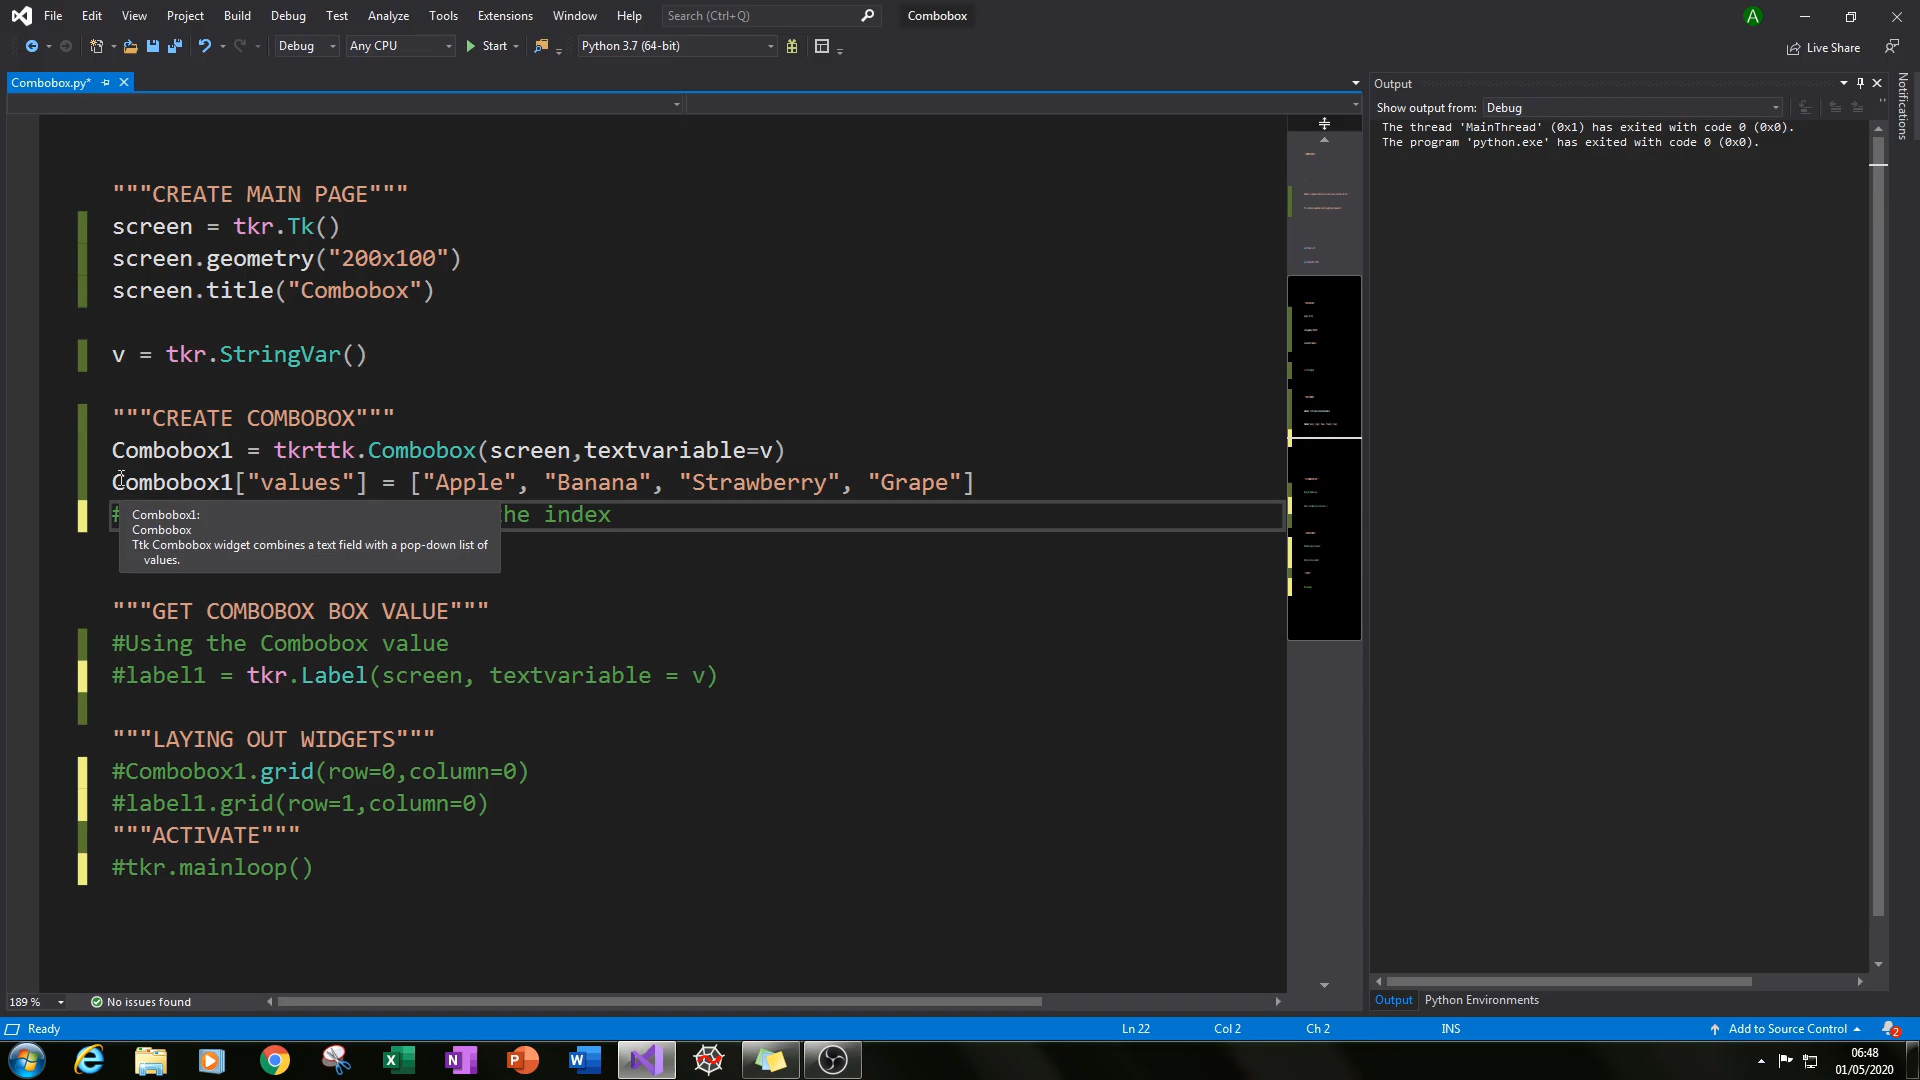 File Edit View Project Build Debug Test Analyze Tools Extensions Window Help Search (Ctrl+Q) Combobox A
Debug Any CPU Start Python 3.7 (64-bit) Live Share
Combobox.py*
Output
Show output from: Debug
The thread 'MainThread' (0x1) has exited with code 0 (0x0).
The program 'python.exe' has exited with code 0 (0x0).
Notifications
"""CREATE MAIN PAGE"""
screen = tkr.Tk()
screen.geometry("200x100")
screen.title("Combobox")
v = tkr.StringVar()
"""CREATE COMBOBOX"""
Combobox1 = tkrttk.Combobox(screen,textvariable=v)
Combobox1["values"] = ["Apple", "Banana", "Strawberry", "Grape"]
# he index
Combobox1:
Combobox
Ttk Combobox widget combines a text field with a pop-down list of
values.
"""GET COMBOBOX BOX VALUE"""
#Using the Combobox value
#label1 = tkr.Label(screen, textvariable = v)
"""LAYING OUT WIDGETS"""
#Combobox1.grid(row=0,column=0)
#label1.grid(row=1,column=0)
"""ACTIVATE"""
#tkr.mainloop()
189 % No issues found
Output Python Environments
Ready Ln 22 Col 2 Ch 2 INS Add to Source Control 2
06:48
01/05/2020